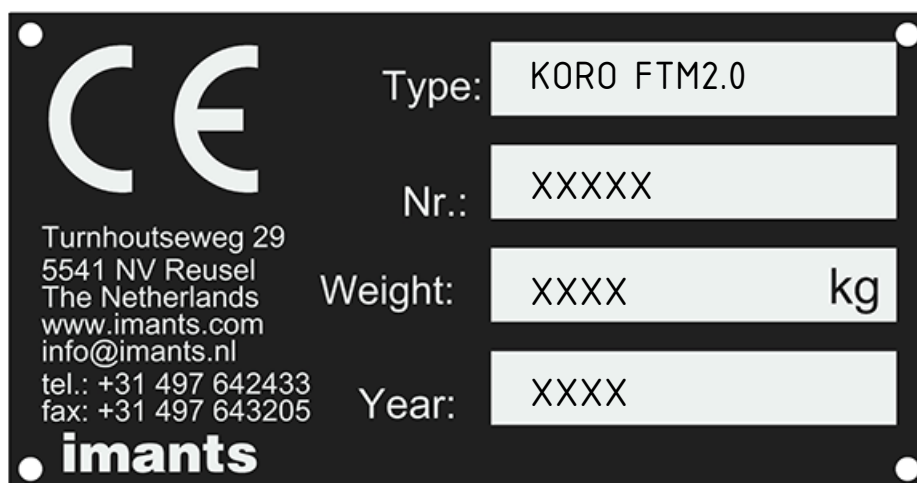 CE
Type: KORO FTM2.0
Nr.: XXXXX
Turnhoutseweg 29
5541 NV Reusel
The Netherlands
Weight: XXXX kg
www.imants.com
info@imants.nl
tel.: +31 497 642433
fax: +31 497 643205
Year: XXXX
imants